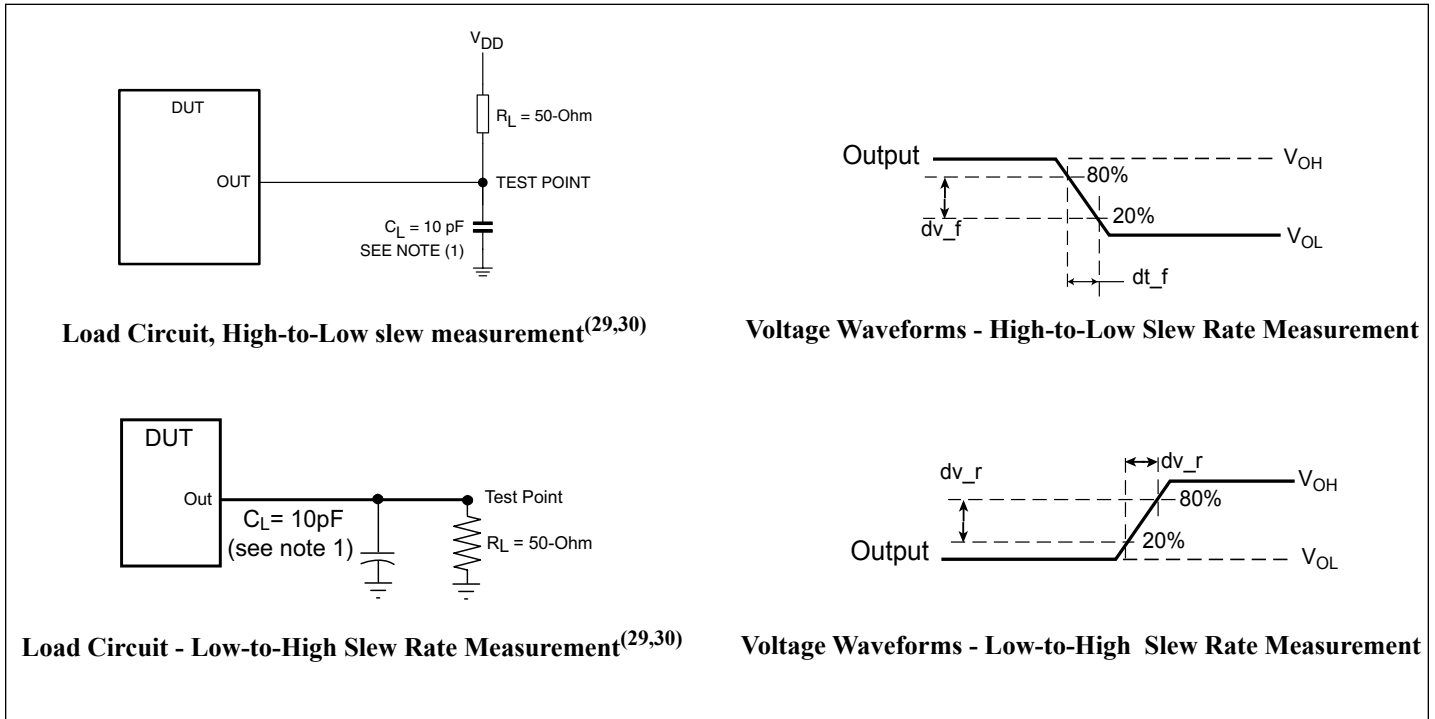 VDD
DUT
RL = 50-Ohm
OUT
TEST POINT
CL = 10 pF
SEE NOTE (1)
Load Circuit, High-to-Low slew measurement(29,30)
Output
VOH
80%
20%
dv_f
VOL
dt_f
Voltage Waveforms - High-to-Low Slew Rate Measurement
DUT
Out
Test Point
CL= 10pF
(see note 1)
RL = 50-Ohm
Load Circuit - Low-to-High Slew Rate Measurement(29,30)
dv_r
dv_r
VOH
80%
20%
Output
VOL
Voltage Waveforms - Low-to-High Slew Rate Measurement